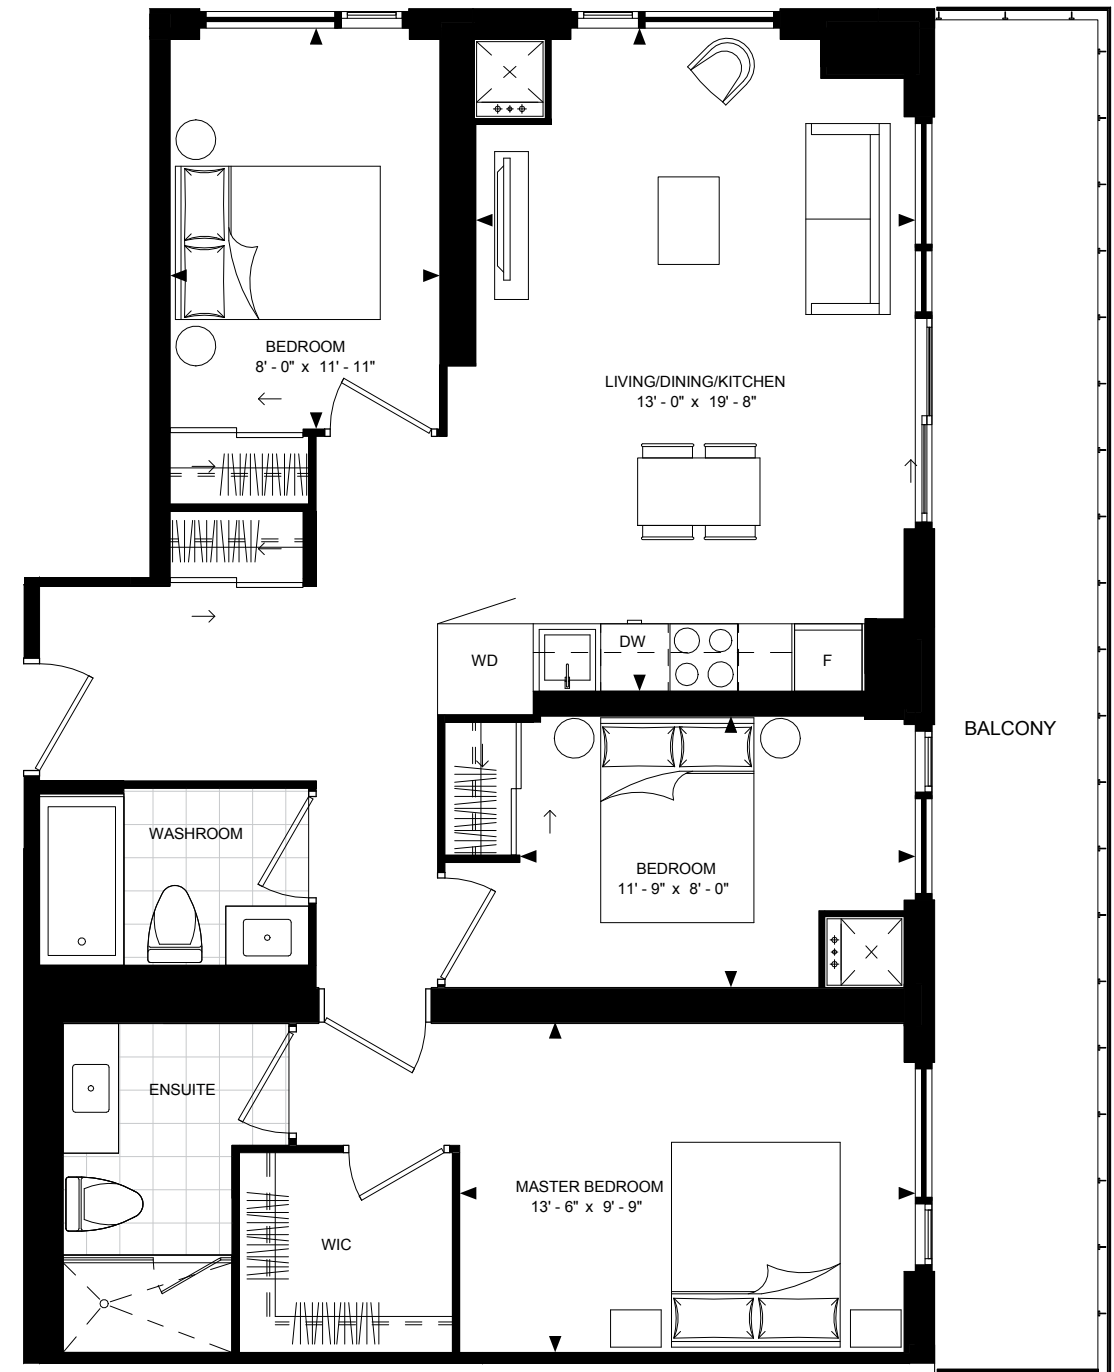 BEDROOM
8' - 0" x 11' - 11"
LIVING/DINING/KITCHEN
13' - 0" x 19' - 8"
WD
DW
F
BALCONY
WASHROOM
BEDROOM
11' - 9" x 8' - 0"
ENSUITE
MASTER BEDROOM
13' - 6" x 9' - 9"
WIC